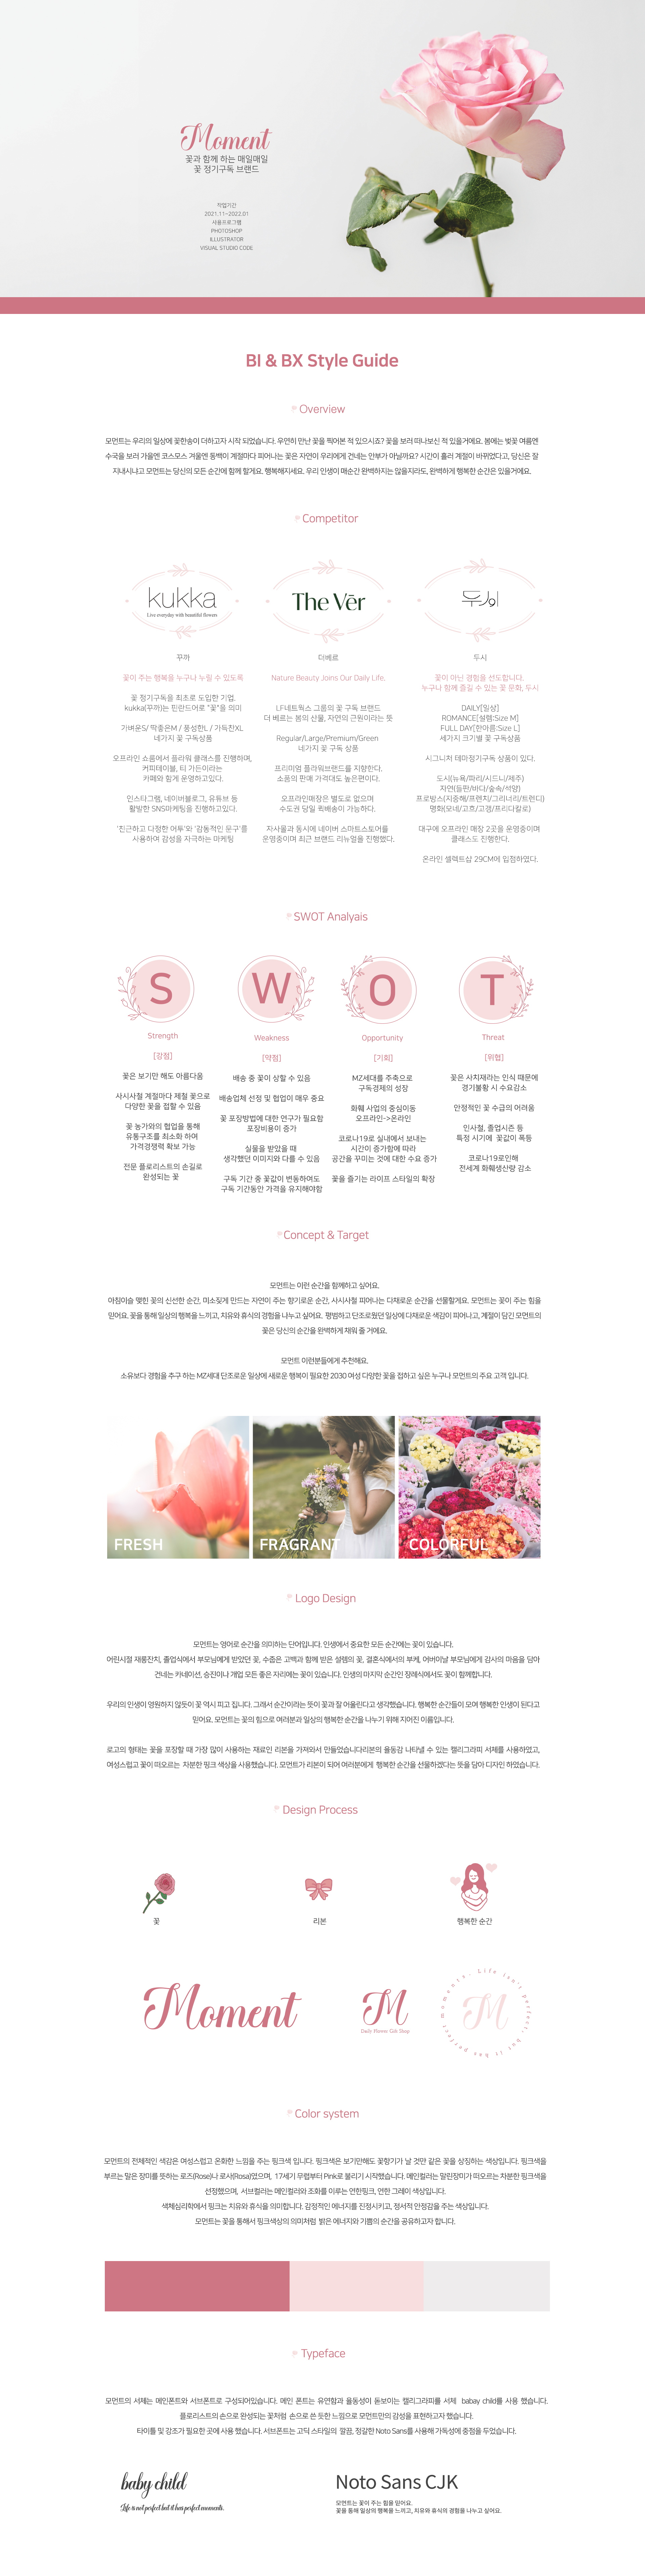 Moment
꽃과 함께 하는 매일매일
꽃 정기구독 브랜드
작업기간
2021.11~2022.01
사용프로그램
PHOTOSHOP
ILLUSTRATOR
VISUAL STUDIO CODE
BI & BX Style Guide
Overview
모먼트는 우리의 일상에 꽃한송이 더하고자 시작 되었습니다. 우연히 만난 꽃을 찍어본 적 있으시죠? 꽃을 보러 떠나보신 적 있을거에요. 봄에는 벚꽃 여름엔
수국을 보러 가을엔 코스모스 겨울엔 동백이 계절마다 피어나는 꽃은 자연이 우리에게 건네는 안부가 아닐까요? 시간이 흘러 계절이 바뀌었다고, 당신은 잘
지내시냐고 모먼트는 당신의 모든 순간에 함께 할게요. 행복해지세요. 우리 인생이 매순간 완벽하지는 않을지라도, 완벽하게 행복한 순간은 있을거에요.
Competitor
kukka
Live everyday with beautiful flowers
꾸까
꽃이 주는 행복을 누구나 누릴 수 있도록
꽃 정기구독을 최초로 도입한 기업.
kukka(꾸까)는 핀란드어로 "꽃"을 의미
가벼운S/ 딱좋은M / 풍성한L / 가득찬XL
네가지 꽃 구독상품
오프라인 쇼룸에서 플라워 클래스를 진행하며,
커피테이블, 티 가든이라는
카페와 함게 운영하고있다.
인스타그램, 네이버블로그, 유튜브 등
활발한 SNS마케팅을 진행하고있다.
'친근하고 다정한 어투'와 '감동적인 문구'를
사용하여 감성을 자극하는 마케팅
The Vēr
더베르
Nature Beauty Joins Our Daily Life.
LF네트웍스 그룹의 꽃 구독 브랜드
더 베르는 봄의 산물, 자연의 근원이라는 뜻
Regular/Large/Premium/Green
네가지 꽃 구독 상품
프리미엄 플라워브랜드를 지향한다.
소품의 판매 가격대도 높은편이다.
오프라인매장은 별도로 없으며
수도권 당일 퀵배송이 가능하다.
자사몰과 동시에 네이버 스마트스토어를
운영중이며 최근 브랜드 리뉴얼을 진행했다.
두시
두시
꽃이 아닌 경험을 선도합니다.
누구나 함께 즐길 수 있는 꽃 문화, 두시
DAILY[일상]
ROMANCE[설렘:Size M]
FULL DAY[한아름:Size L]
세가지 크기별 꽃 구독상품
시그니처 테마정기구독 상품이 있다.
도시(뉴욕/파리/시드니/제주)
자연(들판/바다/숲속/석양)
프로방스(지중해/프렌치/그리너리/트렌디)
명화(모네/고흐/고갱/프리다칼로)
대구에 오프라인 매장 2곳을 운영중이며
클래스도 진행한다.
온라인 셀렉트샵 29CM에 입점하였다.
SWOT Analyais
S
Strength
[강점]
꽃은 보기만 해도 아름다움
사시사철 계절마다 제철 꽃으로
다양한 꽃을 접할 수 있음
꽃 농가와의 협업을 통해
유통구조를 최소화 하여
가격경쟁력 확보 가능
전문 플로리스트의 손길로
완성되는 꽃
W
Weakness
[약점]
배송 중 꽃이 상할 수 있음
배송업체 선정 및 협업이 매우 중요
꽃 포장방법에 대한 연구가 필요함
포장비용이 증가
실물을 받았을 때
생각했던 이미지와 다를 수 있음
구독 기간 중 꽃값이 변동하여도
구독 기간동안 가격을 유지해야함
O
Opportunity
[기회]
MZ세대를 주축으로
구독경제의 성장
화훼 사업의 중심이동
오프라인->온라인
코로나19로 실내에서 보내는
시간이 증가함에 따라
공간을 꾸미는 것에 대한 수요 증가
꽃을 즐기는 라이프 스타일의 확장
T
Threat
[위협]
꽃은 사치재라는 인식 때문에
경기불황 시 수요감소
안정적인 꽃 수급의 어려움
인사철, 졸업시즌 등
특정 시기에 꽃값이 폭등
코로나19로인해
전세계 화훼생산량 감소
Concept & Target
모먼트는 이런 순간을 함께하고 싶어요.
아침이슬 맺힌 꽃의 신선한 순간, 미소짓게 만드는 자연이 주는 향기로운 순간, 사시사철 피어나는 다채로운 순간을 선물할게요. 모먼트는 꽃이 주는 힘을
믿어요. 꽃을 통해 일상의 행복을 느끼고, 치유와 휴식의 경험을 나누고 싶어요. 평범하고 단조로웠던 일상에 다채로운 색감이 피어나고, 계절이 담긴 모먼트의
꽃은 당신의 순간을 완벽하게 채워 줄 거에요.
모먼트 이런분들에게 추천해요.
소유보다 경험을 추구 하는 MZ세대 단조로운 일상에 새로운 행복이 필요한 2030 여성 다양한 꽃을 접하고 싶은 누구나 모먼트의 주요 고객 입니다.
FRESH
FRAGRANT
COLORFUL
Logo Design
모먼트는 영어로 순간을 의미하는 단어입니다. 인생에서 중요한 모든 순간에는 꽃이 있습니다.
어린시절 재롱잔치, 졸업식에서 부모님에게 받았던 꽃, 수줍은 고백과 함께 받은 설렘의 꽃, 결혼식에서의 부케, 어버이날 부모님에게 감사의 마음을 담아
건네는 카네이션, 승진이나 개업 모든 좋은 자리에는 꽃이 있습니다. 인생의 마지막 순간인 장례식에서도 꽃이 함께합니다.
우리의 인생이 영원하지 않듯이 꽃 역시 피고 집니다. 그래서 순간이라는 뜻이 꽃과 잘 어울린다고 생각했습니다. 행복한 순간들이 모여 행복한 인생이 된다고
믿어요. 모먼트는 꽃의 힘으로 여러분과 일상의 행복한 순간을 나누기 위해 지어진 이름입니다.
로고의 형태는 꽃을 포장할 때 가장 많이 사용하는 재료인 리본을 가져와서 만들었습니다리본의 율동감 나타낼 수 있는 캘리그라피 서체를 사용하였고,
여성스럽고 꽃이 떠오르는 차분한 핑크 색상을 사용했습니다. 모먼트가 리본이 되어 여러분에게 행복한 순간을 선물하겠다는 뜻을 담아 디자인 하였습니다.
Design Process
꽃
리본
행복한 순간
Moment
M
Daily Flower Gift Shop
M
Life isn't perfect, but it has perfect moments.
Color system
모먼트의 전체적인 색감은 여성스럽고 온화한 느낌을 주는 핑크색 입니다. 핑크색은 보기만해도 꽃향기가 날 것만 같은 꽃을 상징하는 색상입니다. 핑크색을
부르는 말은 장미를 뜻하는 로즈(Rose)나 로사(Rosa)였으며, 17세기 무렵부터 Pink로 불리기 시작했습니다. 메인컬러는 말린장미가 떠오르는 차분한 핑크색을
선정했으며, 서브컬러는 메인컬러와 조화를 이루는 연한핑크, 연한 그레이 색상입니다.
색채심리학에서 핑크는 치유와 휴식을 의미합니다. 감정적인 에너지를 진정시키고, 정서적 안정감을 주는 색상입니다.
모먼트는 꽃을 통해서 핑크색상의 의미처럼 밝은 에너지와 기쁨의 순간을 공유하고자 합니다.
Typeface
모먼트의 서체는 메인폰트와 서브폰트로 구성되어있습니다. 메인 폰트는 유연함과 율동성이 돋보이는 캘리그라피를 서체 babay child를 사용 했습니다.
플로리스트의 손으로 완성되는 꽃처럼 손으로 쓴 듯한 느낌으로 모먼트만의 감성을 표현하고자 했습니다.
타이틀 및 강조가 필요한 곳에 사용 했습니다. 서브폰트는 고딕 스타일의 깔끔, 정갈한 Noto Sans를 사용해 가독성에 중점을 두었습니다.
baby child
Life is not perfect but it has perfect moments.
Noto Sans CJK
모먼트는 꽃이 주는 힘을 믿어요.
꽃을 통해 일상의 행복을 느끼고, 치유와 휴식의 경험을 나누고 싶어요.